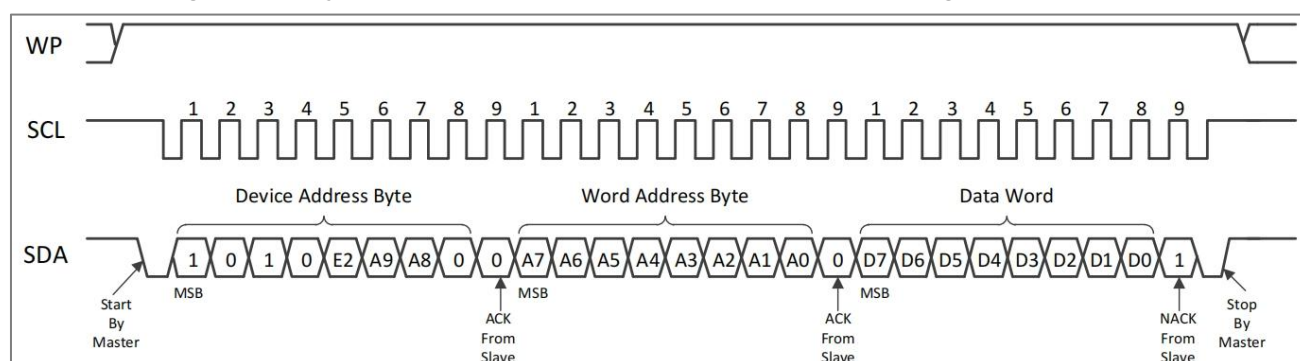 WP
1 2 3 4 5 6 7 8 9 1 2 3 4 5 6 7 8 9 1 2 3 4 5 6 7 8 9
SCL
Device Address Byte Word Address Byte Data Word
SDA
1 0 1 0 E2 A9 A8 0 0 A7 A6 A5 A4 A3 A2 A1 A0 0 D7 D6 D5 D4 D3 D2 D1 D0 1
MSB MSB MSB
Start
By
Master
ACK
From
Slave
ACK
From
Slave
NACK
From
Slave
Stop
By
Master